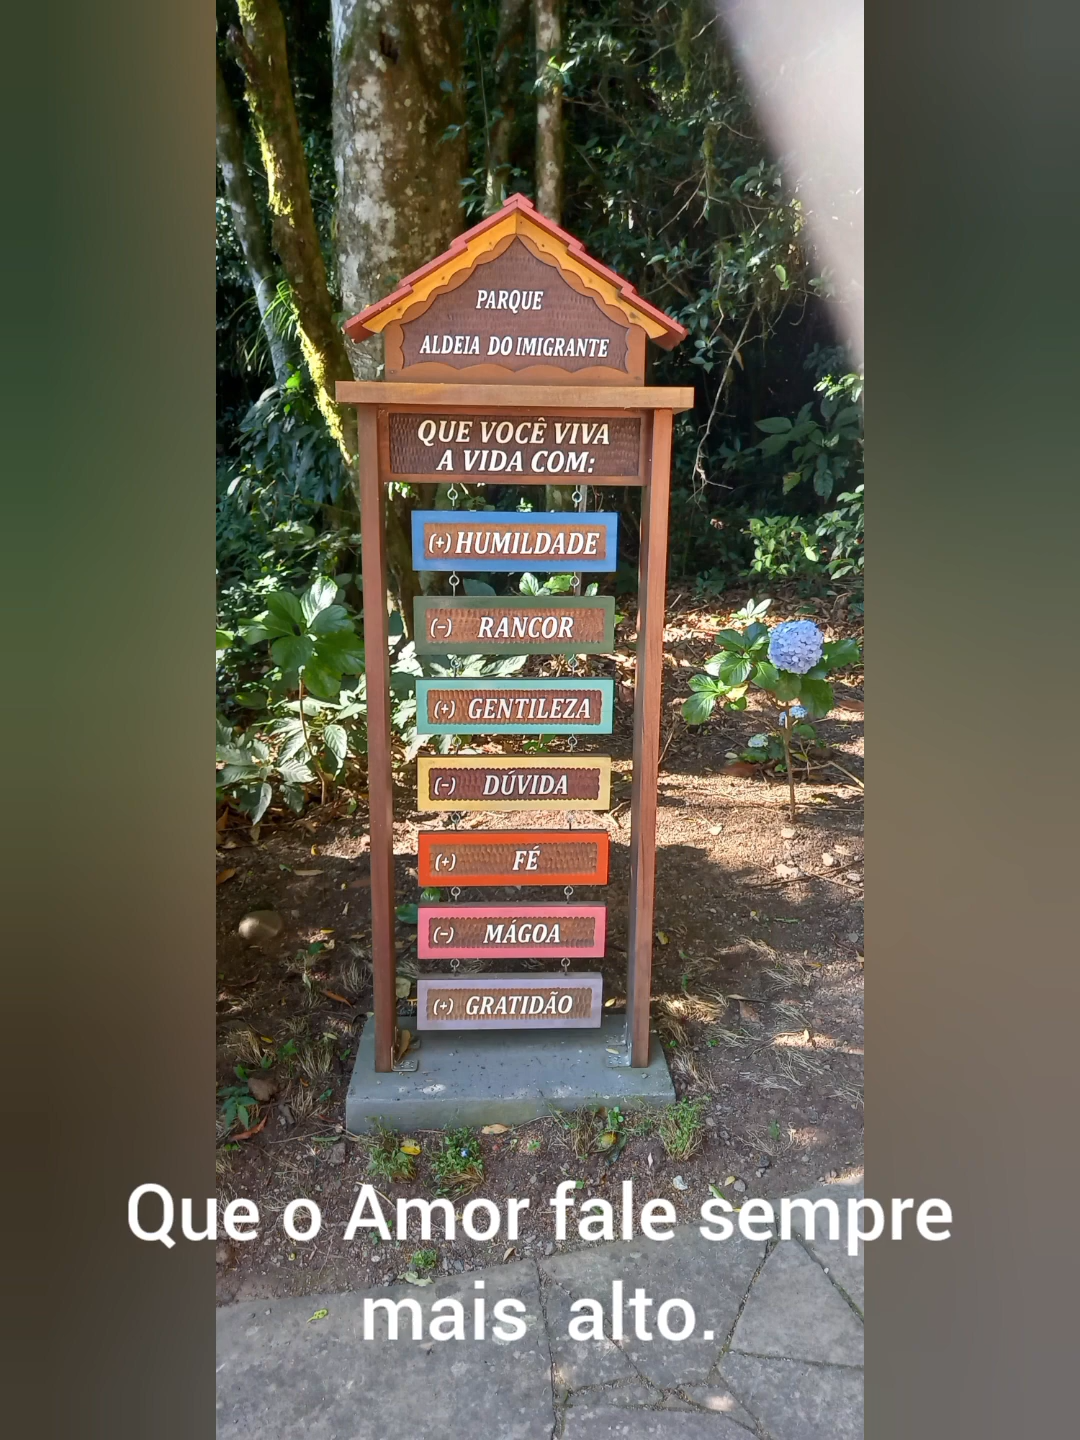 PARQUE
ALDEIA DO IMIGRANTE
QUE VOCÊ VIVA
A VIDA COM:
(+) HUMILDADE
(-) RANCOR
(+) GENTILEZA
(-) DÚVIDA
(+) FÉ
(-) MÁGOA
(+) GRATIDÃO
Que o Amor fale sempre
mais alto.